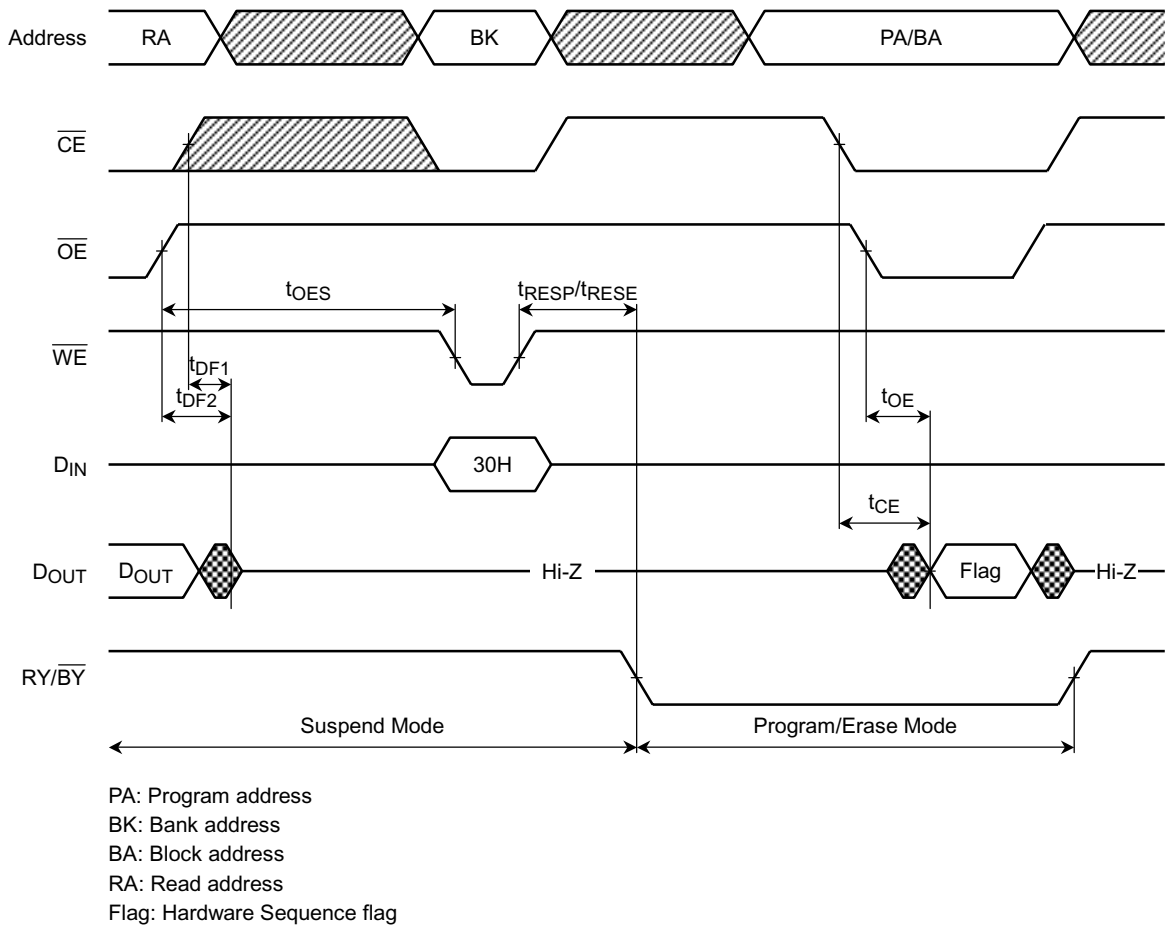 Address RA BK PA/BA
CE
OE
tOES tRESP/tRESE
WE
tDF1
tDF2 tOE
DIN 30H
tCE
DOUT DOUT Hi-Z Flag Hi-Z
RY/BY
Suspend Mode Program/Erase Mode
PA: Program address
BK: Bank address
BA: Block address
RA: Read address
Flag: Hardware Sequence flag